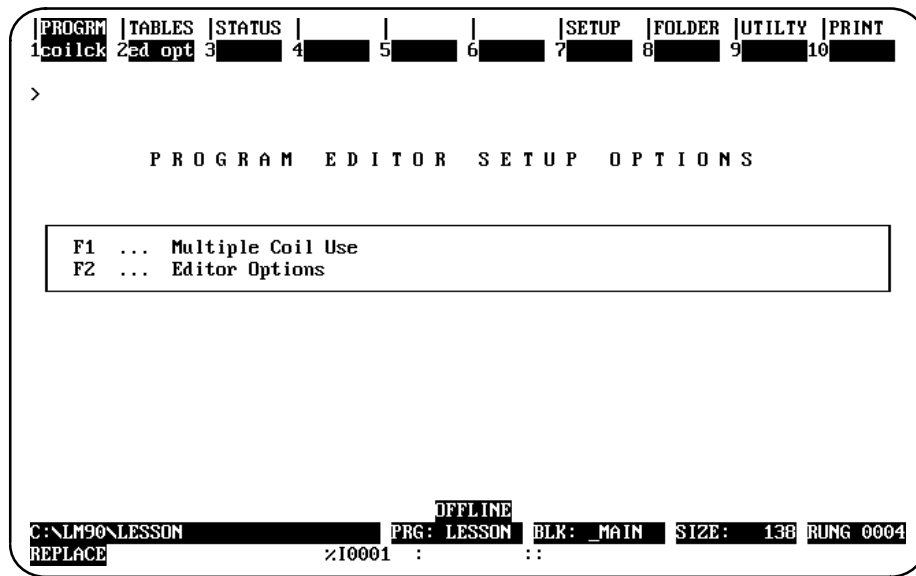 |PROGRM |TABLES |STATUS | | | |SETUP |FOLDER |UTILTY |PRINT
1coilck 2ed opt 3 4 5 6 7 8 9 10
>
P R O G R A M   E D I T O R   S E T U P   O P T I O N S
F1 ... Multiple Coil Use
F2 ... Editor Options
OFFLINE
C:\LM90\LESSON PRG: LESSON BLK: _MAIN SIZE: 138 RUNG 0004
REPLACE %I0001 : ::